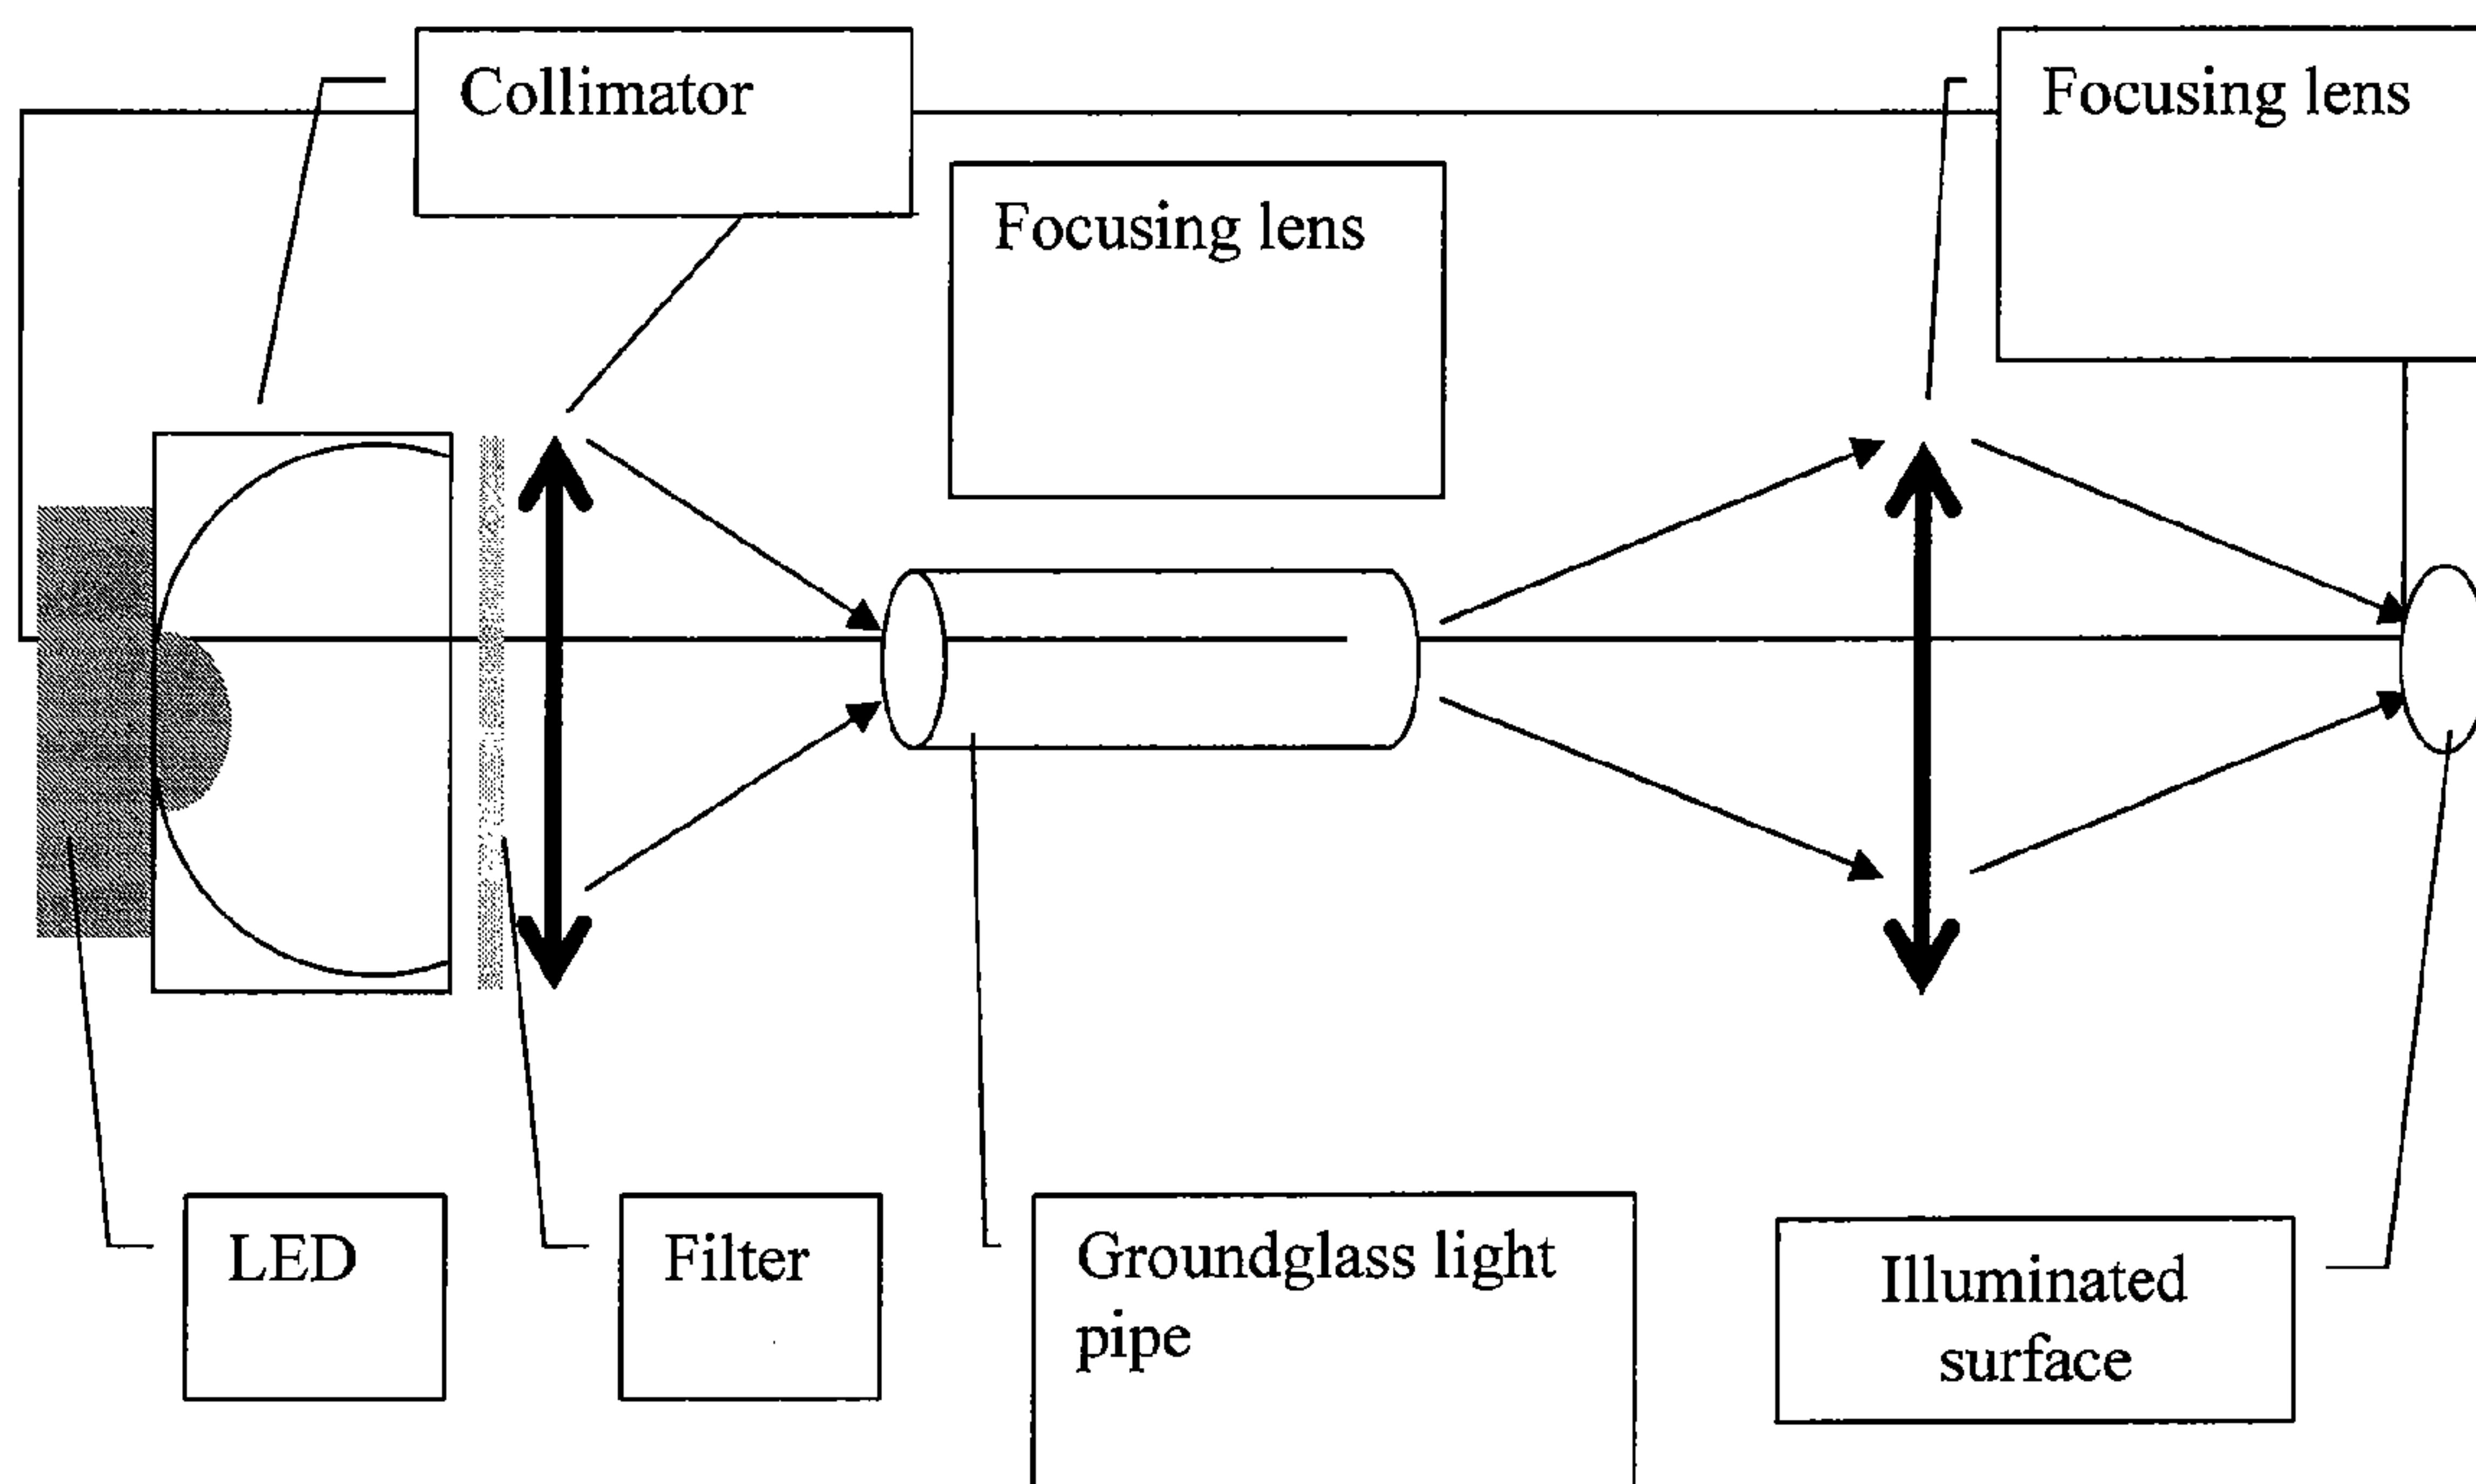 Collimator
Focusing lens
Focusing lens
LED
Filter
Groundglass light
pipe
Illuminated
surface